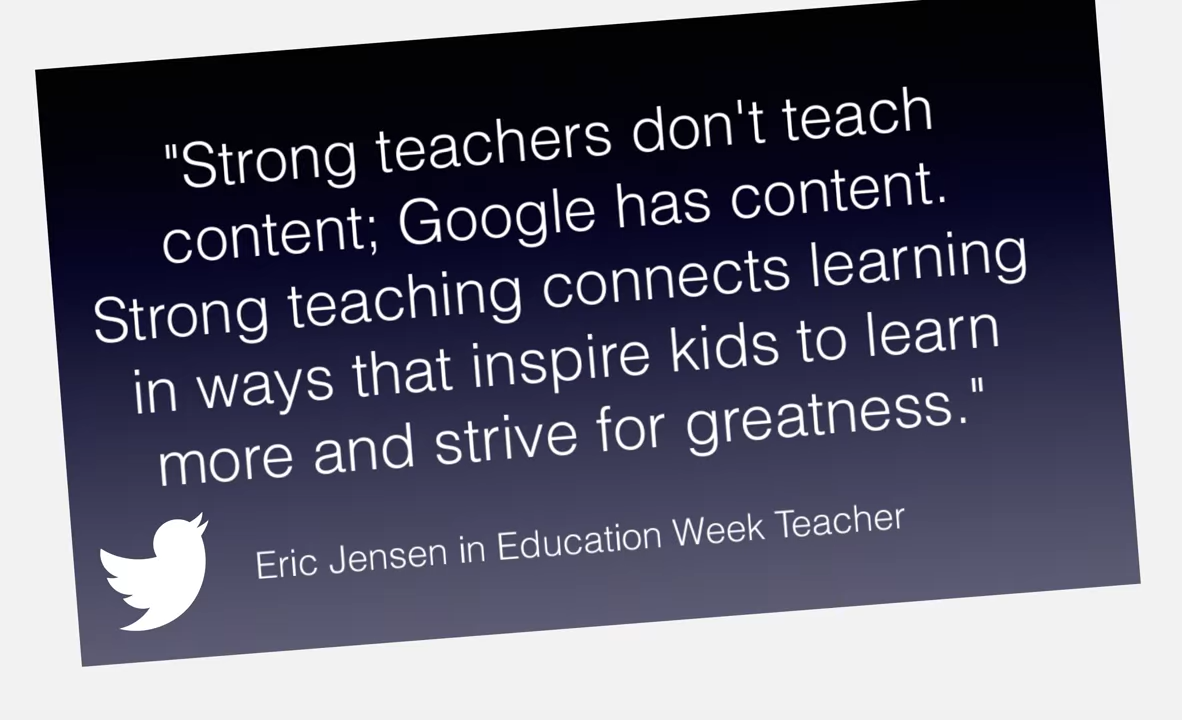 "Strong teachers don't teach
content; Google has content.
Strong teaching connects learning
in ways that inspire kids to learn
more and strive for greatness."
Eric Jensen in Education Week Teacher